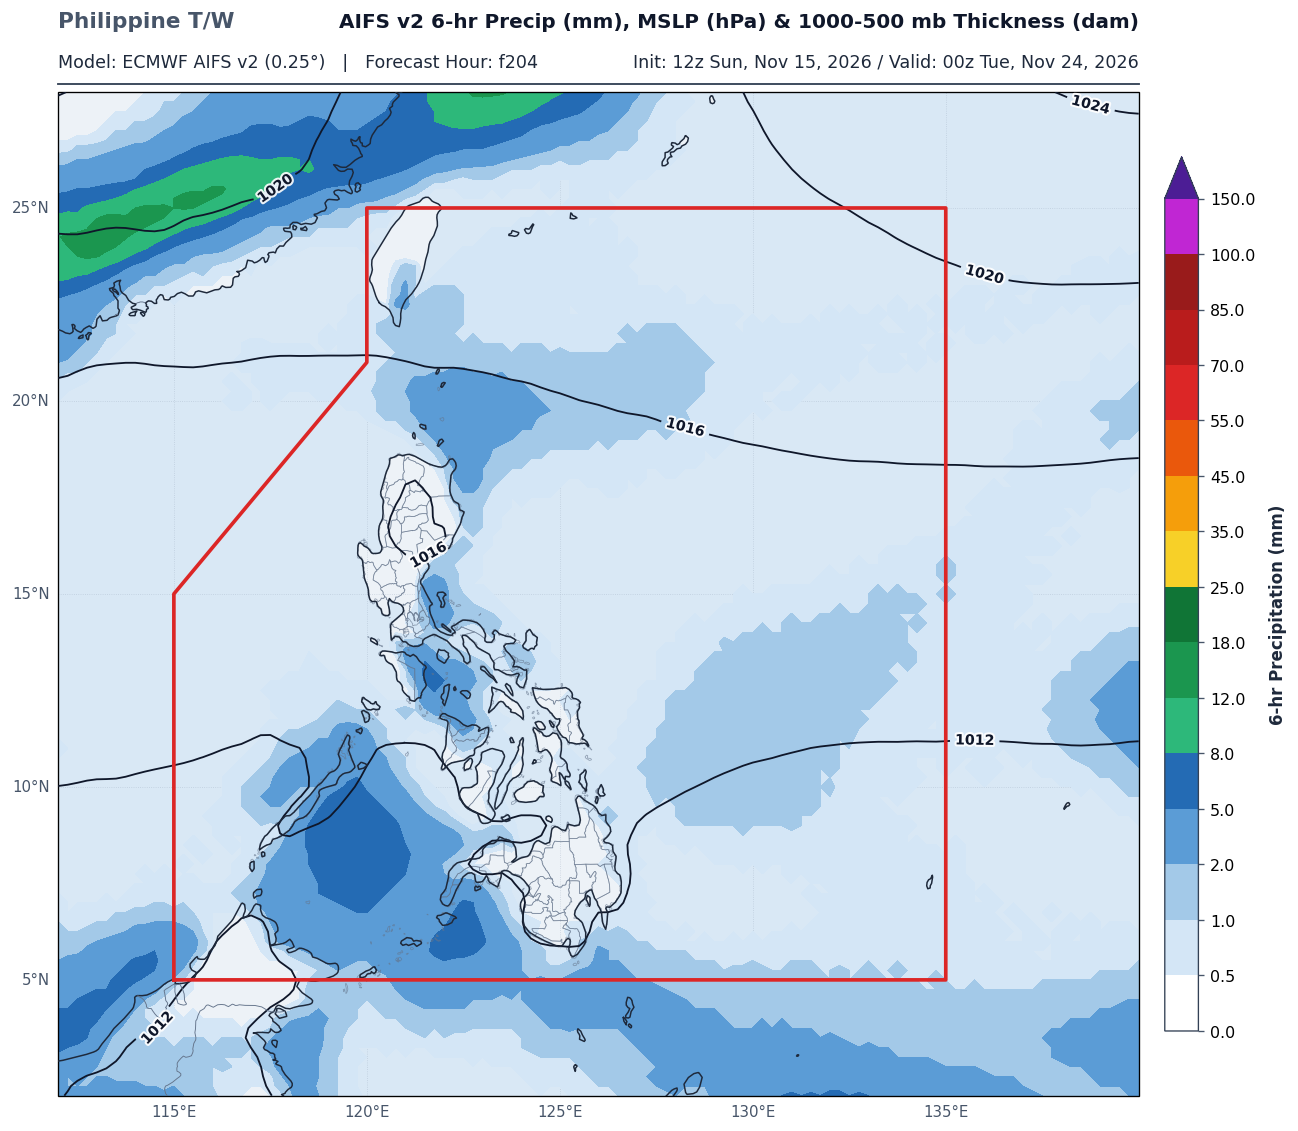 Philippine T/W
AIFS v2 6-hr Precip (mm), MSLP (hPa) & 1000-500 mb Thickness (dam)
Model: ECMWF AIFS v2 (0.25°) | Forecast Hour: f204
Init: 12z Sun, Nov 15, 2026 / Valid: 00z Tue, Nov 24, 2026
1024
1020
1020
1016
1016
1012
1012
25°N
20°N
15°N
10°N
5°N
115°E
120°E
125°E
130°E
135°E
150.0
100.0
85.0
70.0
55.0
45.0
35.0
25.0
18.0
12.0
8.0
5.0
2.0
1.0
0.5
0.0
6-hr Precipitation (mm)